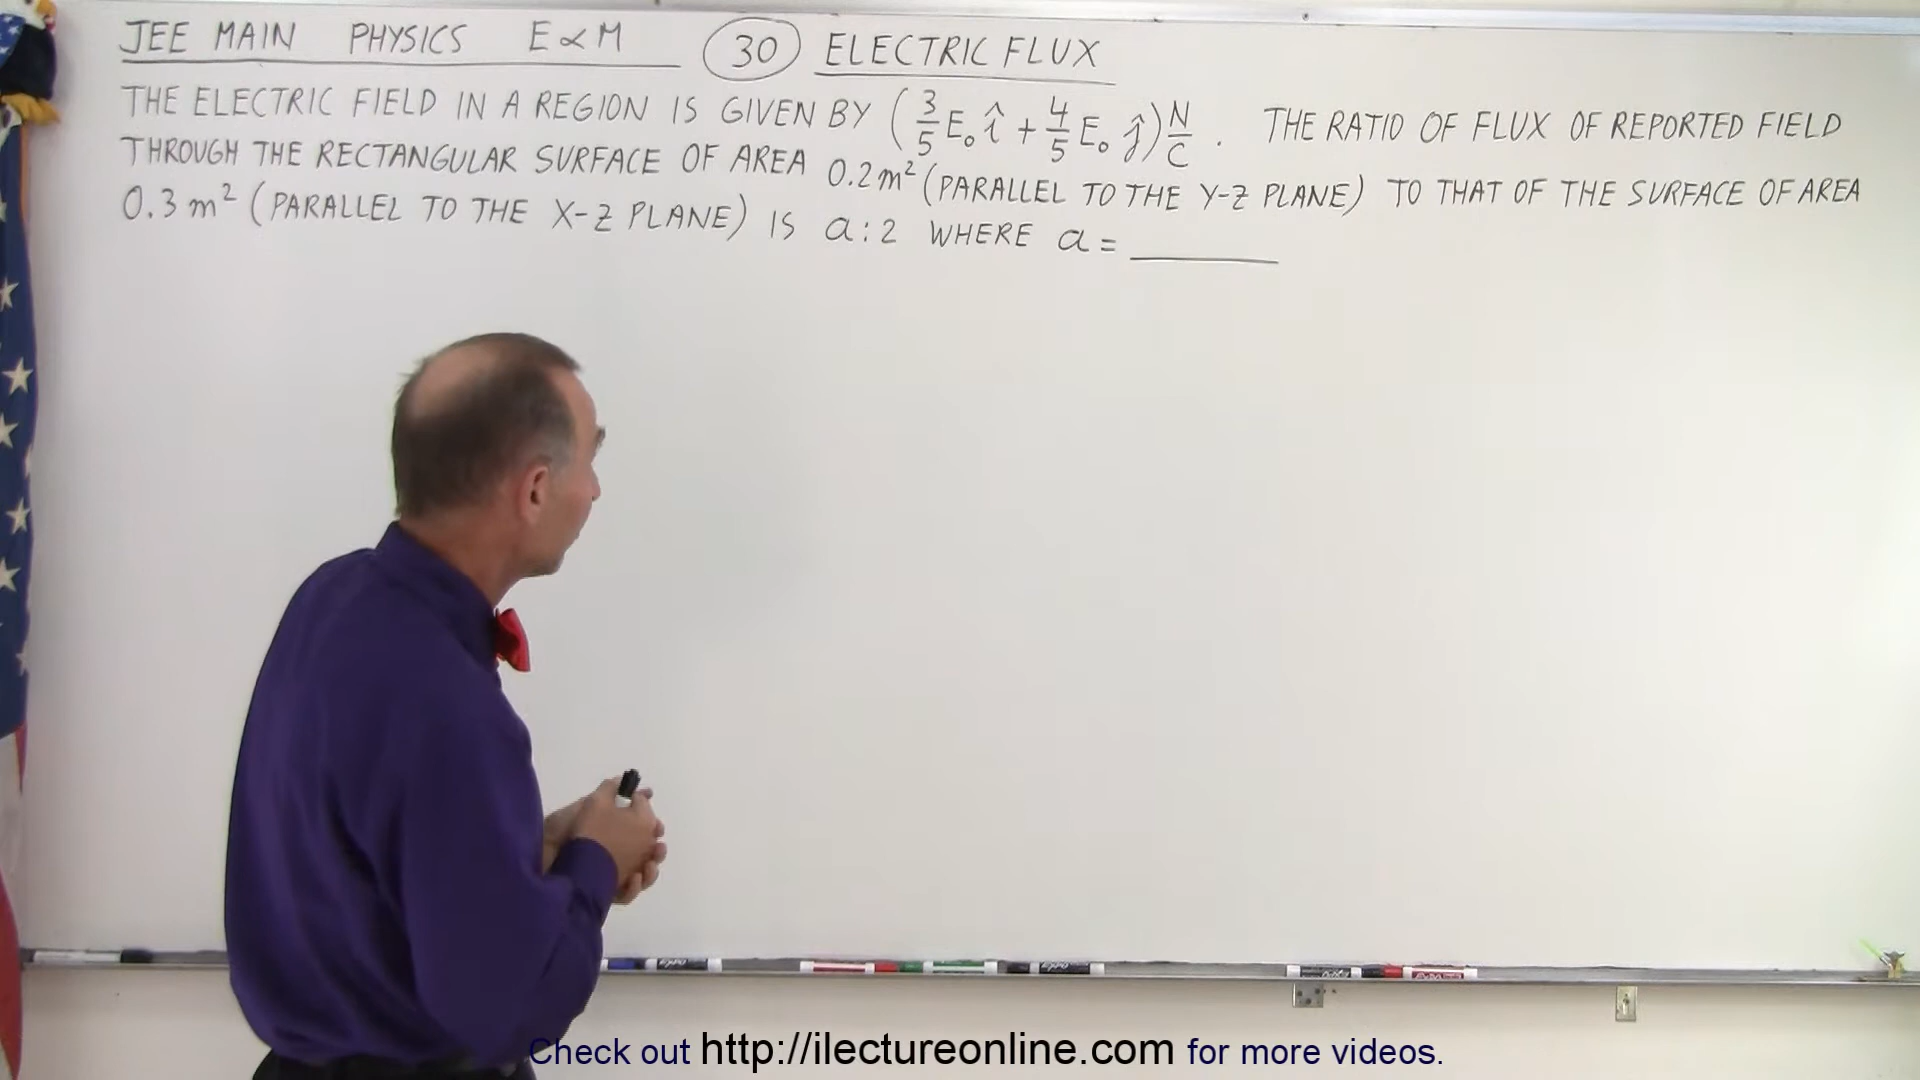 JEE MAIN PHYSICS E & M 30 ELECTRIC FLUX
THE ELECTRIC FIELD IN A REGION IS GIVEN BY (3/5 E₀ î + 4/5 E₀ ĵ) N/C . THE RATIO OF FLUX OF REPORTED FIELD
THROUGH THE RECTANGULAR SURFACE OF AREA 0.2 m² (PARALLEL TO THE Y-Z PLANE) TO THAT OF THE SURFACE OF AREA
0.3 m² (PARALLEL TO THE X-Z PLANE) IS a:2 WHERE a = ______
Check out http://ilectureonline.com for more videos.